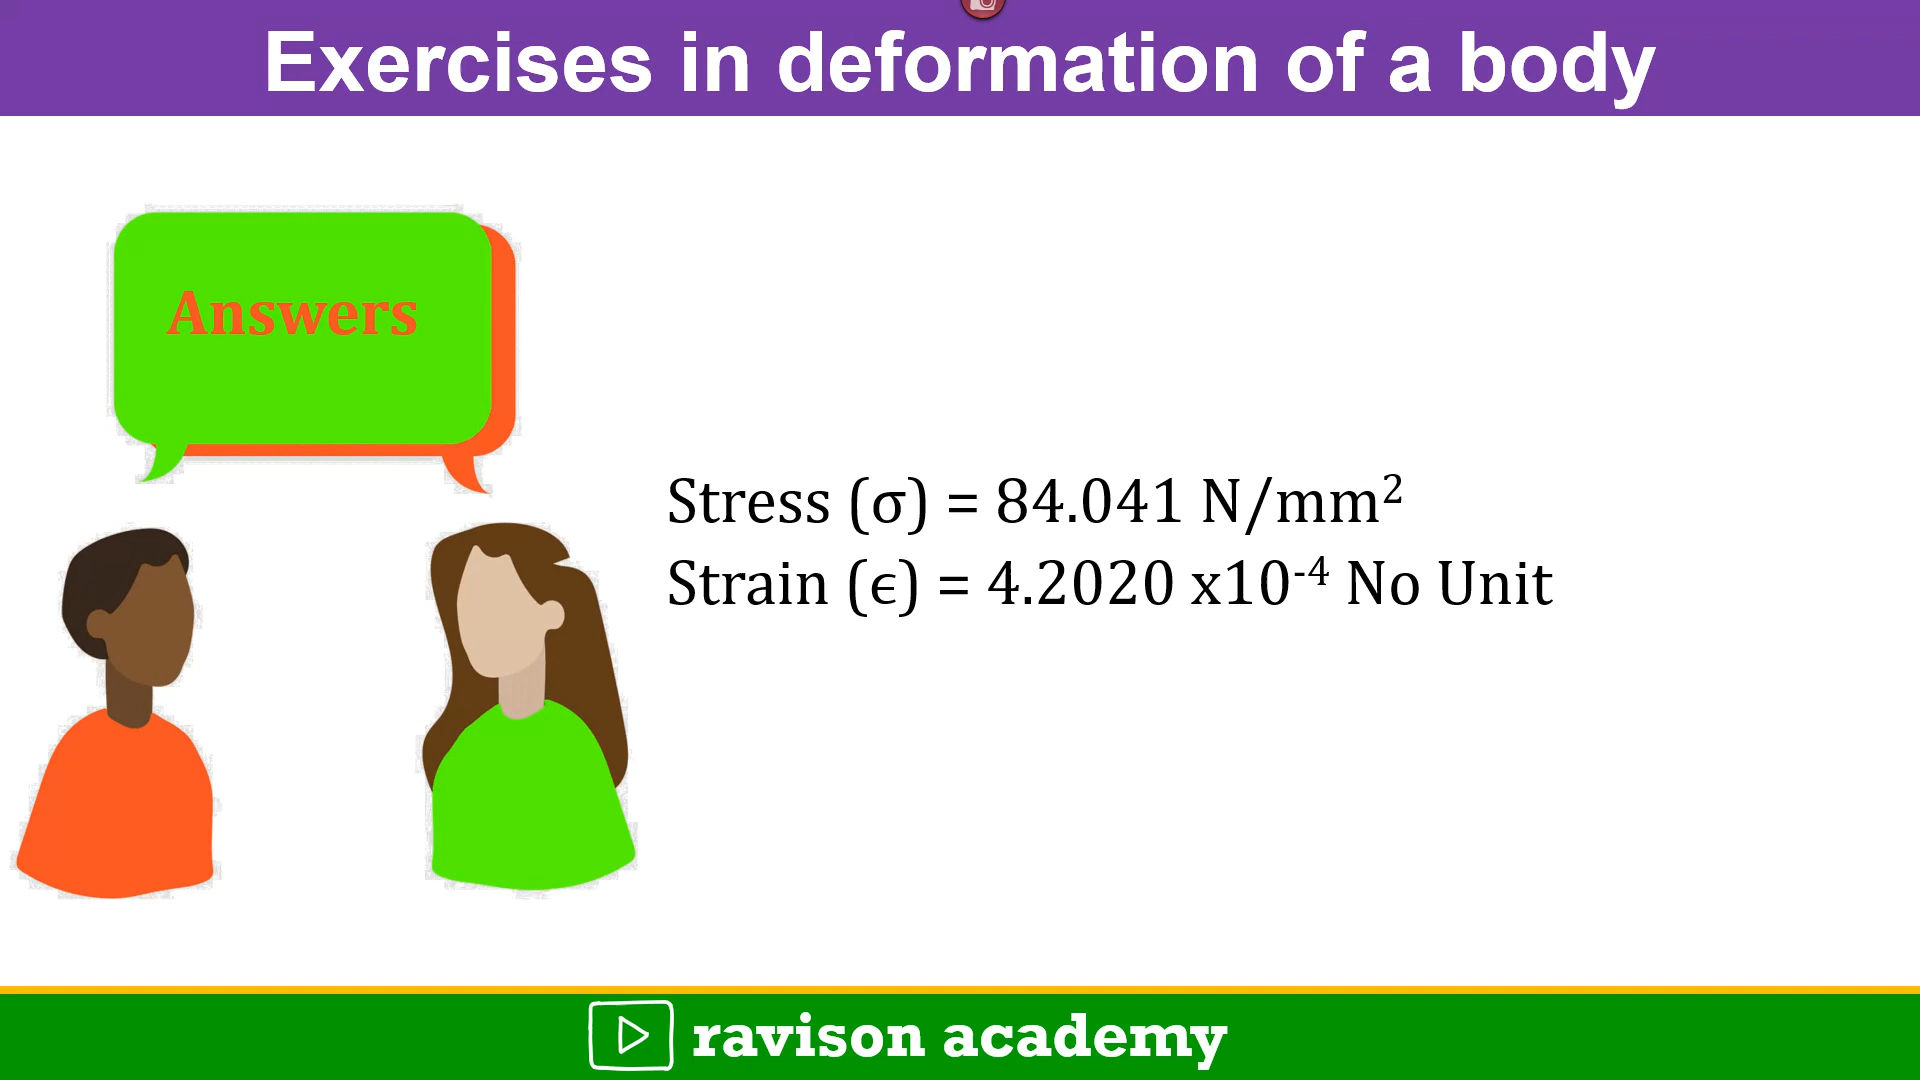 Exercises in deformation of a body
Answers
Stress (σ) = 84.041 N/mm²
Strain (ϵ) = 4.2020 x10⁻⁴ No Unit
ravison academy